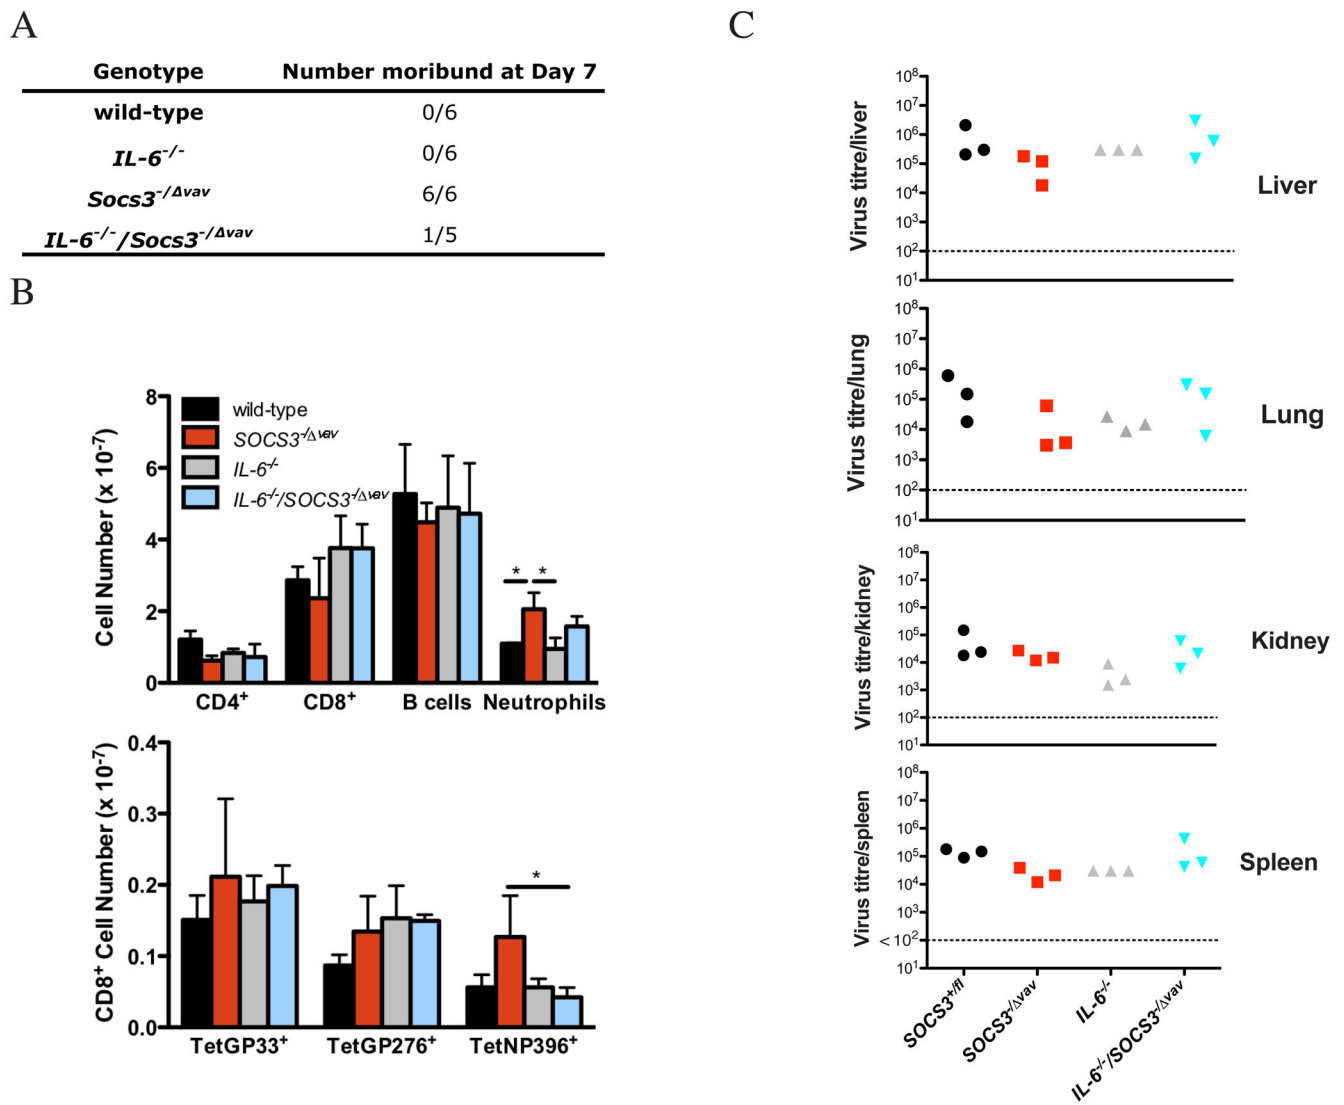 A
Genotype Number moribund at Day 7
wild-type 0/6
IL-6-/- 0/6
Socs3-/Δvav 6/6
IL-6-/-/Socs3-/Δvav 1/5
B
Cell Number (x 10-7)
8
6
4
2
0
wild-type
SOCS3-/Δvav
IL-6-/-
IL-6-/-/SOCS3-/Δvav
* *
CD4+ CD8+ B cells Neutrophils
CD8+ Cell Number (x 10-7)
0.4
0.3
0.2
0.1
0.0
*
TetGP33+ TetGP276+ TetNP396+
C
Virus titre/liver
108
107
106
105
104
103
102
101
Liver
Virus titre/lung
108
107
106
105
104
103
102
101
Lung
Virus titre/kidney
108
107
106
105
104
103
102
101
Kidney
Virus titre/spleen
108
107
106
105
104
103
< 102
101
Spleen
SOCS3+/fl
SOCS3-/Δvav
IL-6-/-
IL-6-/-/SOCS3-/Δvav